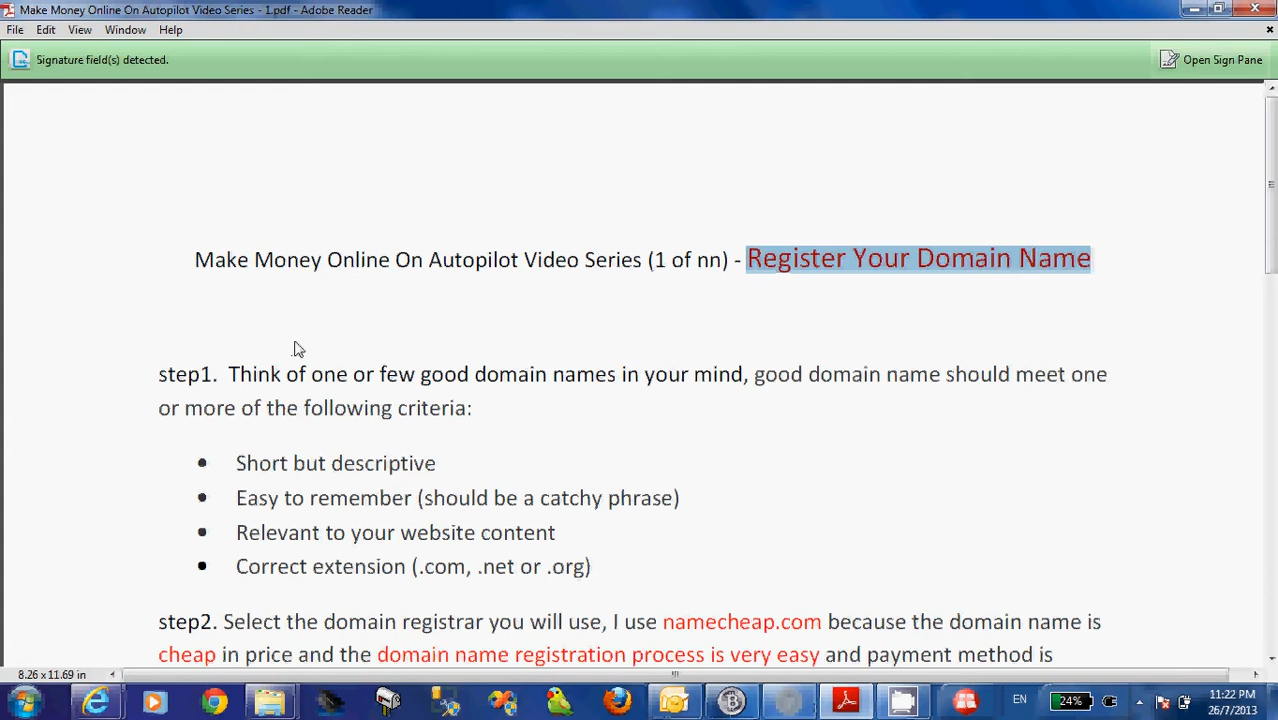 Make Money Online On Autopilot Video Series - 1.pdf - Adobe Reader
File Edit View Window Help
Signature field(s) detected.
Open Sign Pane
Make Money Online On Autopilot Video Series (1 of nn) - Register Your Domain Name
step1. Think of one or few good domain names in your mind, good domain name should meet one
or more of the following criteria:
• Short but descriptive
• Easy to remember (should be a catchy phrase)
• Relevant to your website content
• Correct extension (.com, .net or .org)
step2. Select the domain registrar you will use, I use namecheap.com because the domain name is
cheap in price and the domain name registration process is very easy and payment method is
8.26 x 11.69 in
EN
24%
11:22 PM
26/7/2013